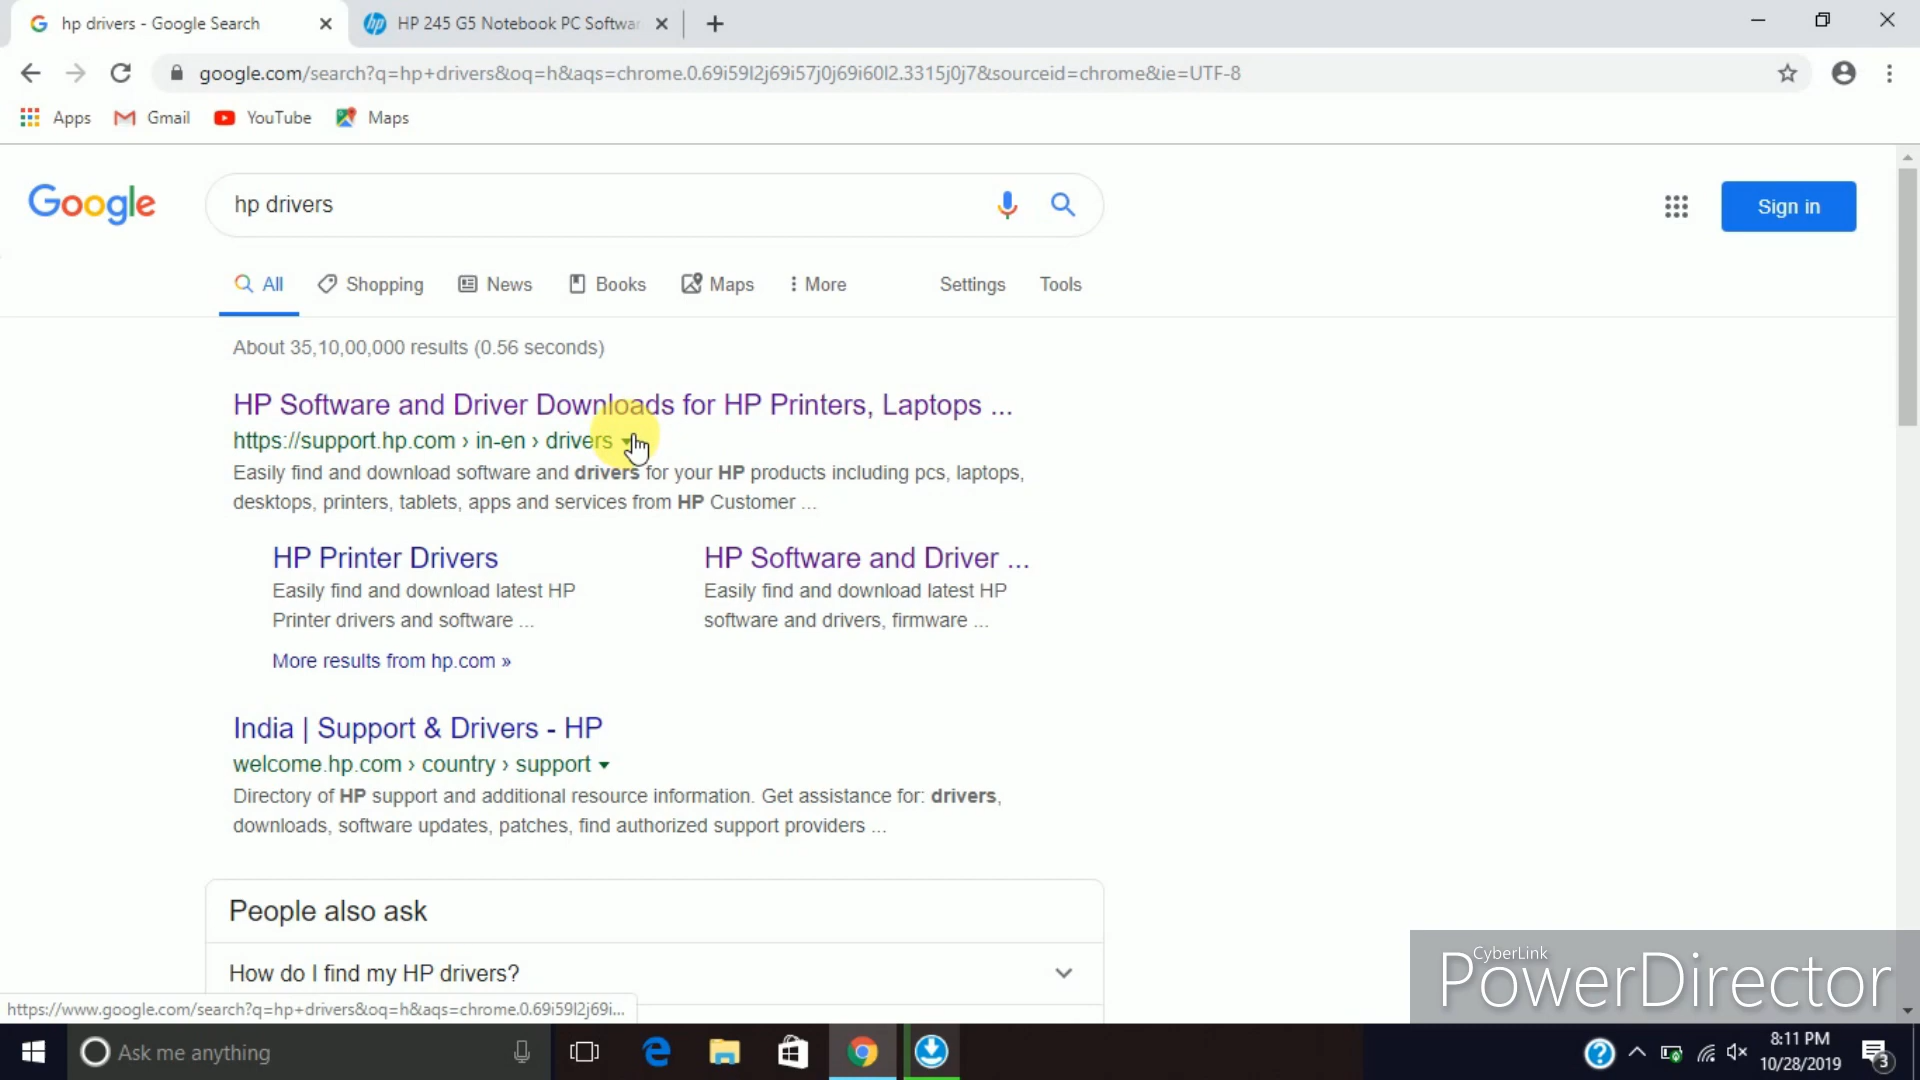 hp drivers - Google Search
HP 245 G5 Notebook PC Softwar
google.com/search?q=hp+drivers&oq=h&aqs=chrome.0.69i59l2j69i57j0j69i60l2.3315j0j7&sourceid=chrome&ie=UTF-8
Apps Gmail YouTube Maps
Google
hp drivers
Sign in
All Shopping News Books Maps More Settings Tools
About 35,10,00,000 results (0.56 seconds)
HP Software and Driver Downloads for HP Printers, Laptops ...
https://support.hp.com › in-en › drivers
Easily find and download software and drivers for your HP products including pcs, laptops,
desktops, printers, tablets, apps and services from HP Customer ...
HP Printer Drivers
Easily find and download latest HP
Printer drivers and software ...
HP Software and Driver ...
Easily find and download latest HP
software and drivers, firmware ...
More results from hp.com »
India | Support & Drivers - HP
welcome.hp.com › country › support
Directory of HP support and additional resource information. Get assistance for: drivers,
downloads, software updates, patches, find authorized support providers ...
People also ask
How do I find my HP drivers?
https://www.google.com/search?q=hp+drivers&oq=h&aqs=chrome.0.69i59l2j69i...
CyberLink
PowerDirector
Ask me anything
8:11 PM
10/28/2019
3